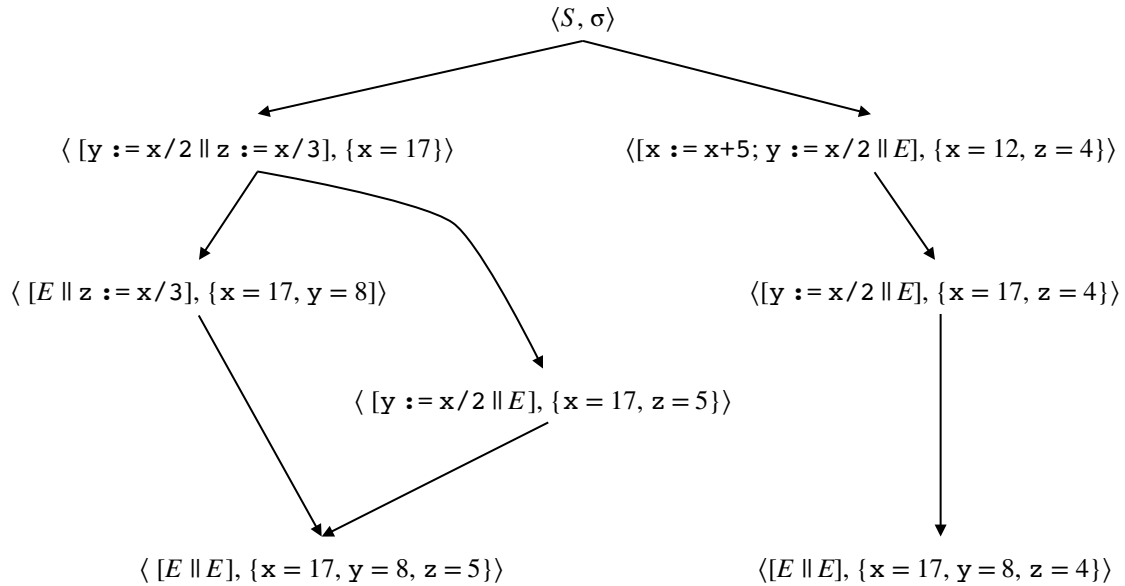 ⟨S, σ⟩
⟨ [y := x/2 ‖ z := x/3], {x = 17}⟩
⟨[x := x+5; y := x/2 ‖ E], {x = 12, z = 4}⟩
⟨ [E ‖ z := x/3], {x = 17, y = 8]⟩
⟨[y := x/2 ‖ E], {x = 17, z = 4}⟩
⟨ [y := x/2 ‖ E], {x = 17, z = 5}⟩
⟨ [E ‖ E], {x = 17, y = 8, z = 5}⟩
⟨[E ‖ E], {x = 17, y = 8, z = 4}⟩